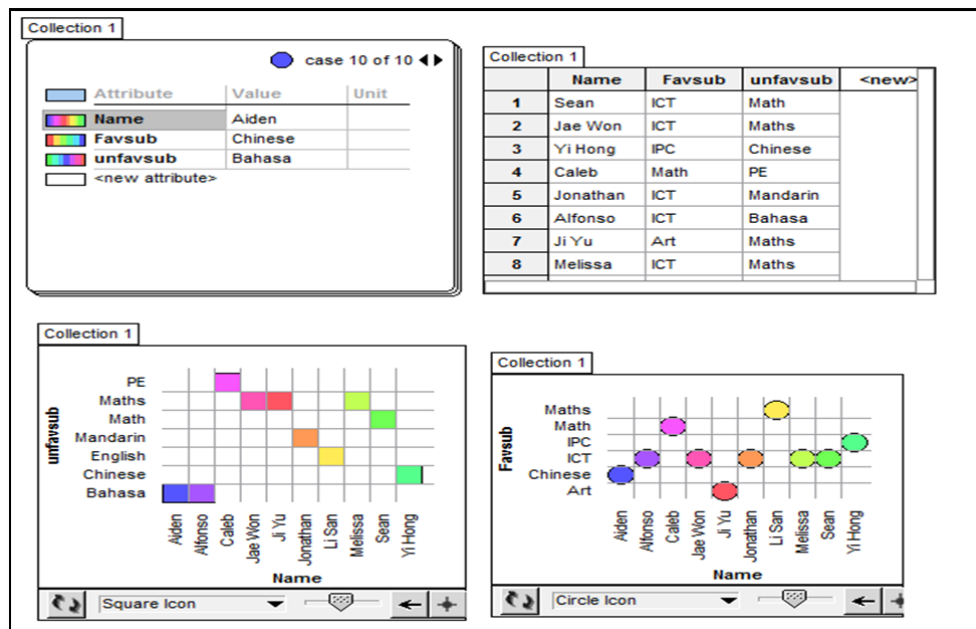 Collection 1
case 10 of 10
Attribute Value Unit
Name Aiden
Favsub Chinese
unfavsub Bahasa
<new attribute>
Collection 1
Name Favsub unfavsub <new>
1 Sean ICT Math
2 Jae Won ICT Maths
3 Yi Hong IPC Chinese
4 Caleb Math PE
5 Jonathan ICT Mandarin
6 Alfonso ICT Bahasa
7 Ji Yu Art Maths
8 Melissa ICT Maths
Collection 1
unfavsub
PE
Maths
Math
Mandarin
English
Chinese
Bahasa
Aiden
Alfonso
Caleb
Jae Won
Ji Yu
Jonathan
Li San
Melissa
Sean
Yi Hong
Name
Square Icon
Collection 1
Favsub
Maths
Math
IPC
ICT
Chinese
Art
Aiden
Alfonso
Caleb
Jae Won
Ji Yu
Jonathan
Li San
Melissa
Sean
Yi Hong
Name
Circle Icon